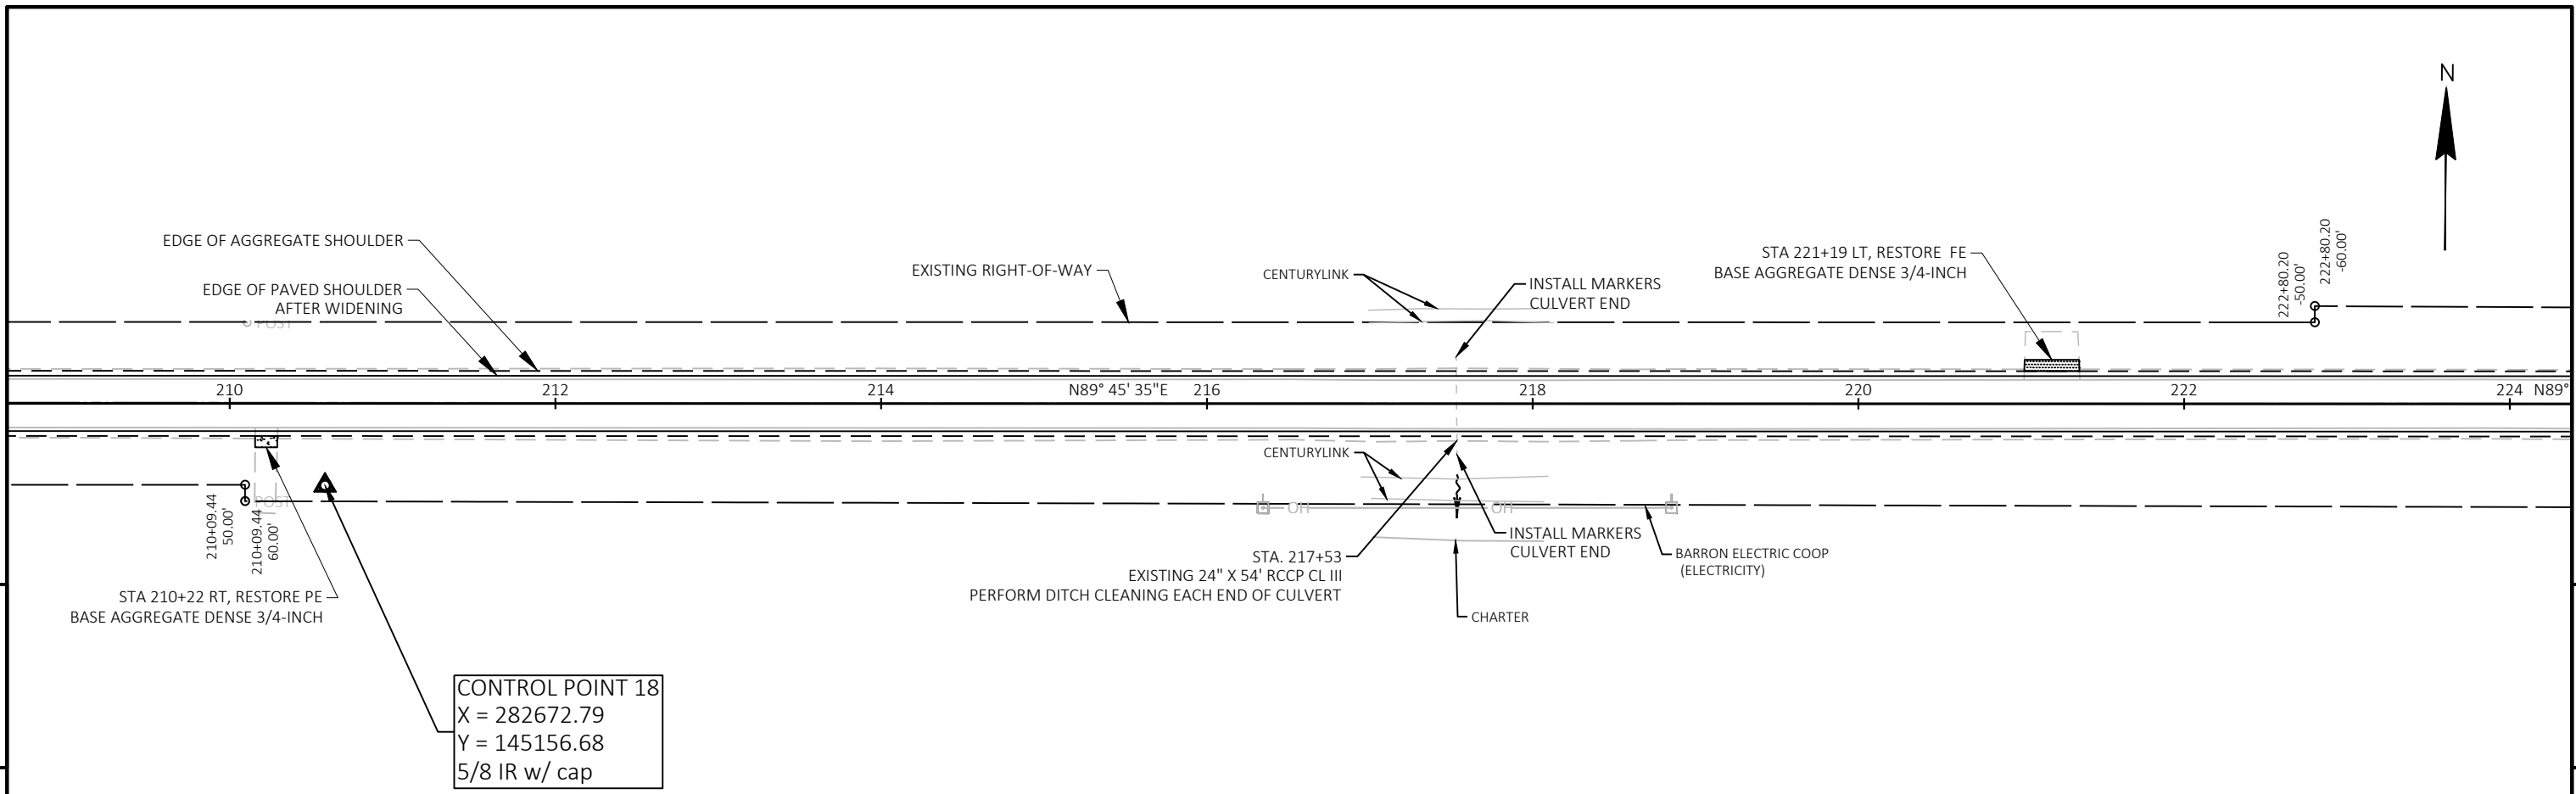 N
EDGE OF AGGREGATE SHOULDER
EDGE OF PAVED SHOULDER
AFTER WIDENING
EXISTING RIGHT-OF-WAY
CENTURYLINK
INSTALL MARKERS
CULVERT END
STA 221+19 LT, RESTORE  FE
BASE AGGREGATE DENSE 3/4-INCH
222+80.20
-50.00'
222+80.20
-60.00'
POST
210
212
214
N89° 45' 35"E
216
218
220
222
224
N89°
CENTURYLINK
POST
OH
OH
210+09.44
50.00'
210+09.44
60.00'
INSTALL MARKERS
CULVERT END
STA. 217+53
EXISTING 24" X 54' RCCP CL III
PERFORM DITCH CLEANING EACH END OF CULVERT
BARRON ELECTRIC COOP
(ELECTRICITY)
STA 210+22 RT, RESTORE PE
BASE AGGREGATE DENSE 3/4-INCH
CHARTER
CONTROL POINT 18
X = 282672.79
Y = 145156.68
5/8 IR w/ cap